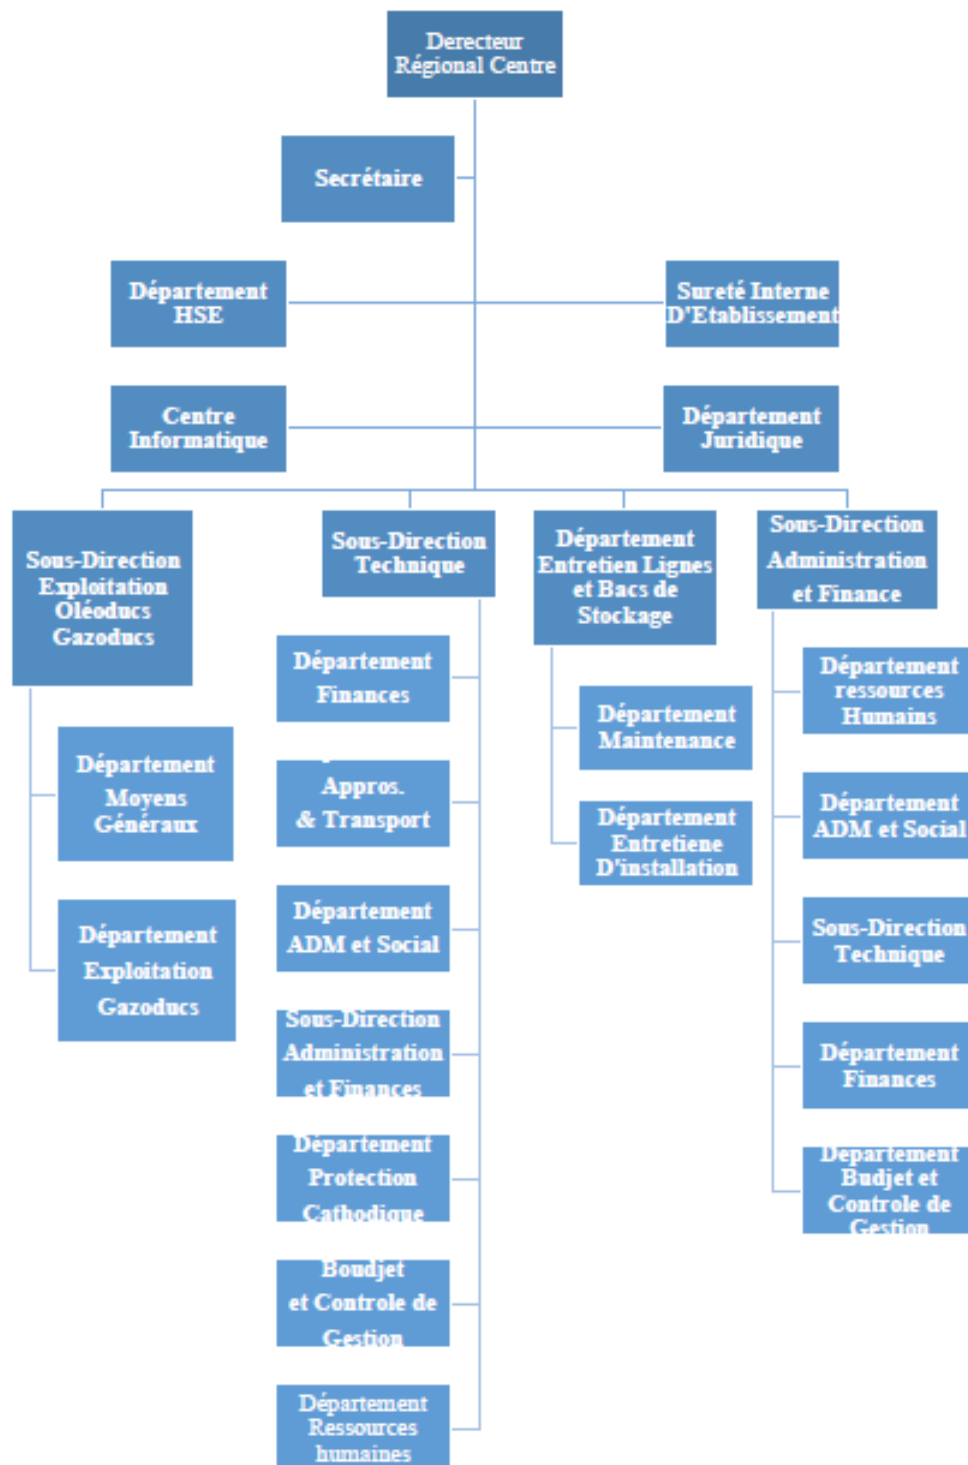 Derecteur
Régional Centre
Secrétaire
Département
HSE
Sureté Interne
D'Etablissement
Centre
Informatique
Département
Juridique
Sous-Direction
Exploitation
Oléoducs
Gazoducs
Département
Moyens
Généraux
Département
Exploitation
Gazoducs
Sous-Direction
Technique
Département
Finances
Appros.
& Transport
Département
ADM et Social
Sous-Direction
Administration
et Finances
Département
Protection
Cathodique
Boudjet
et Controle de
Gestion
Département
Ressources
humaines
Département
Entretien Lignes
et Bacs de
Stockage
Département
Maintenance
Département
Entretiene
D'installation
Sous-Direction
Administration
et Finance
Département
ressources
Humains
Département
ADM et Social
Sous-Direction
Technique
Département
Finances
Departement
Budjet et
Controle de
Gestion